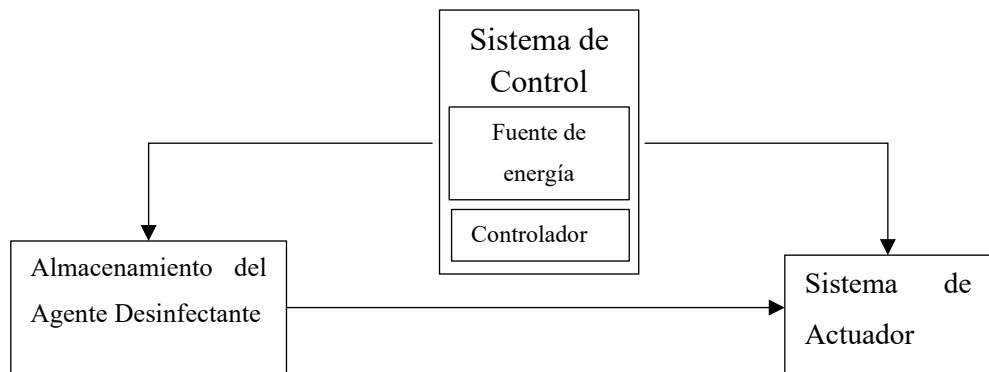 Sistema de
Control
Fuente de
energía
Controlador
Almacenamiento del
Agente Desinfectante
Sistema de
Actuador